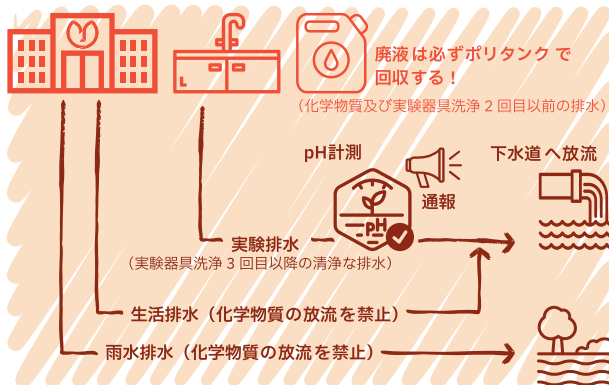 廃液は必ずポリタンクで
回収する！
（化学物質及び実験器具洗浄２回目以前の排水）
pH計測
下水道へ放流
通報
pH
実験排水
（実験器具洗浄３回目以降の清浄な排水）
生活排水（化学物質の放流を禁止）
雨水排水（化学物質の放流を禁止）